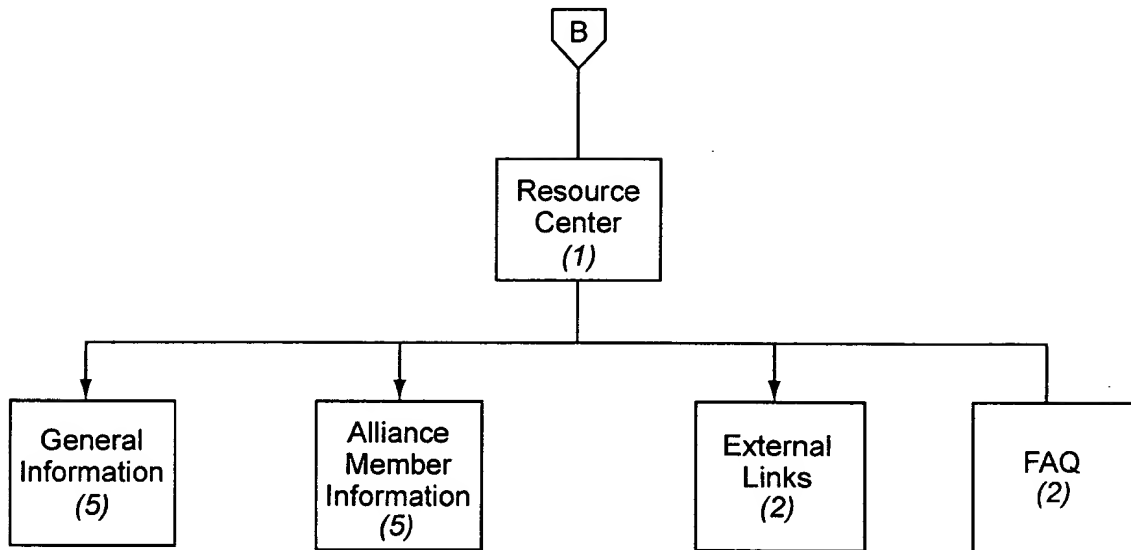 B
Resource
Center
(1)
General
Information
(5)
Alliance
Member
Information
(5)
External
Links
(2)
FAQ
(2)